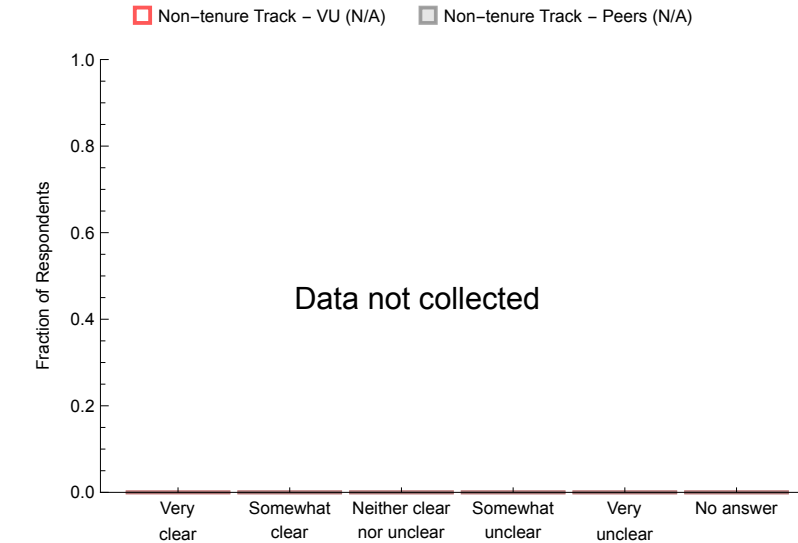 Non-tenure Track - VU (N/A)
Non-tenure Track - Peers (N/A)
1.0
0.8
0.6
0.4
0.2
0.0
Fraction of Respondents
Data not collected
Very
clear
Somewhat
clear
Neither clear
nor unclear
Somewhat
unclear
Very
unclear
No answer